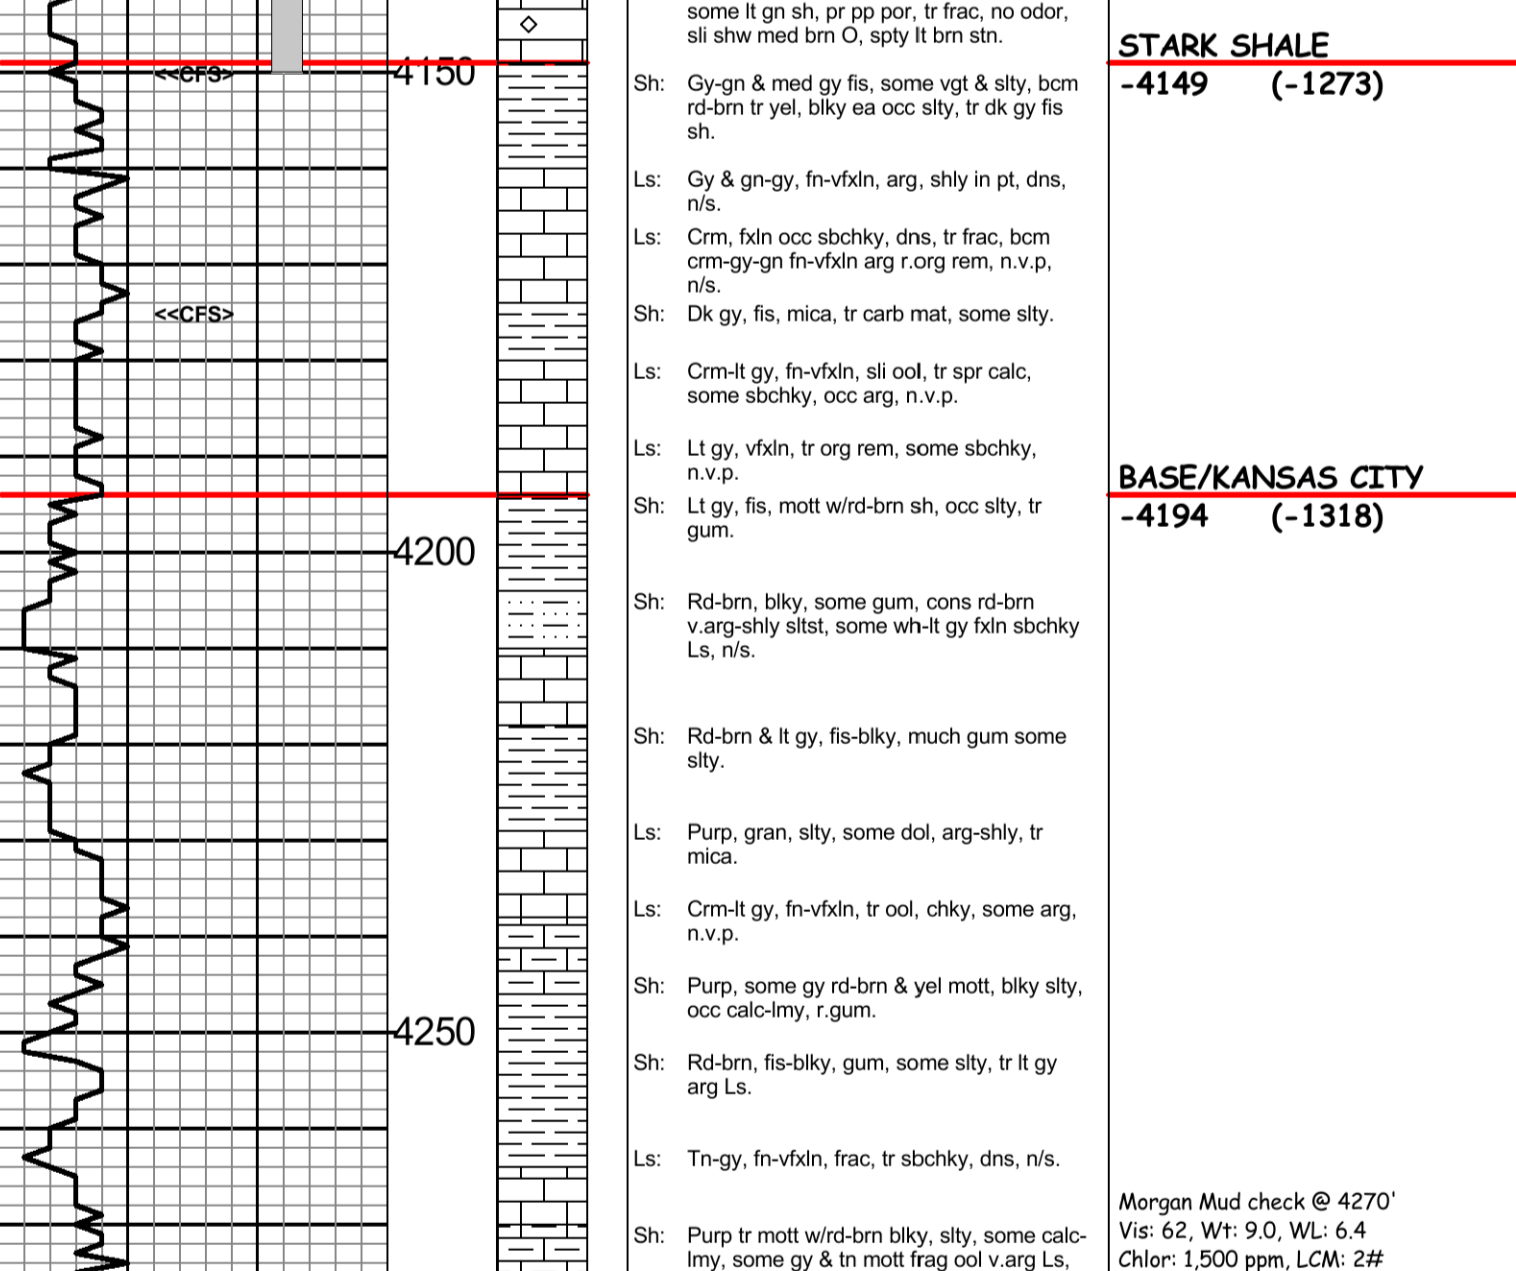 some lt gn sh, pr pp por, tr frac, no odor,
sli shw med brn O, spty lt brn stn.
STARK SHALE
<<CFS>
4150
Sh: Gy-gn & med gy fis, some vgt & slty, bcm
rd-brn tr yel, blky ea occ slty, tr dk gy fis
sh.
-4149 (-1273)
Ls: Gy & gn-gy, fn-vfxln, arg, shly in pt, dns,
n/s.
Ls: Crm, fxln occ sbchky, dns, tr frac, bcm
crm-gy-gn fn-vfxln arg r.org rem, n.v.p,
n/s.
<<CFS>
Sh: Dk gy, fis, mica, tr carb mat, some slty.
Ls: Crm-lt gy, fn-vfxln, sli ool, tr spr calc,
some sbchky, occ arg, n.v.p.
Ls: Lt gy, vfxln, tr org rem, some sbchky,
n.v.p.
BASE/KANSAS CITY
-4194 (-1318)
Sh: Lt gy, fis, mott w/rd-brn sh, occ slty, tr
gum.
4200
Sh: Rd-brn, blky, some gum, cons rd-brn
v.arg-shly sltst, some wh-lt gy fxln sbchky
Ls, n/s.
Sh: Rd-brn & lt gy, fis-blky, much gum some
slty.
Ls: Purp, gran, slty, some dol, arg-shly, tr
mica.
Ls: Crm-lt gy, fn-vfxln, tr ool, chky, some arg,
n.v.p.
Sh: Purp, some gy rd-brn & yel mott, blky slty,
occ calc-lmy, r.gum.
4250
Sh: Rd-brn, fis-blky, gum, some slty, tr lt gy
arg Ls.
Ls: Tn-gy, fn-vfxln, frac, tr sbchky, dns, n/s.
Sh: Purp tr mott w/rd-brn blky, slty, some calc-
lmy, some gy & tn mott frag ool v.arg Ls,
Morgan Mud check @ 4270'
Vis: 62, Wt: 9.0, WL: 6.4
Chlor: 1,500 ppm, LCM: 2#